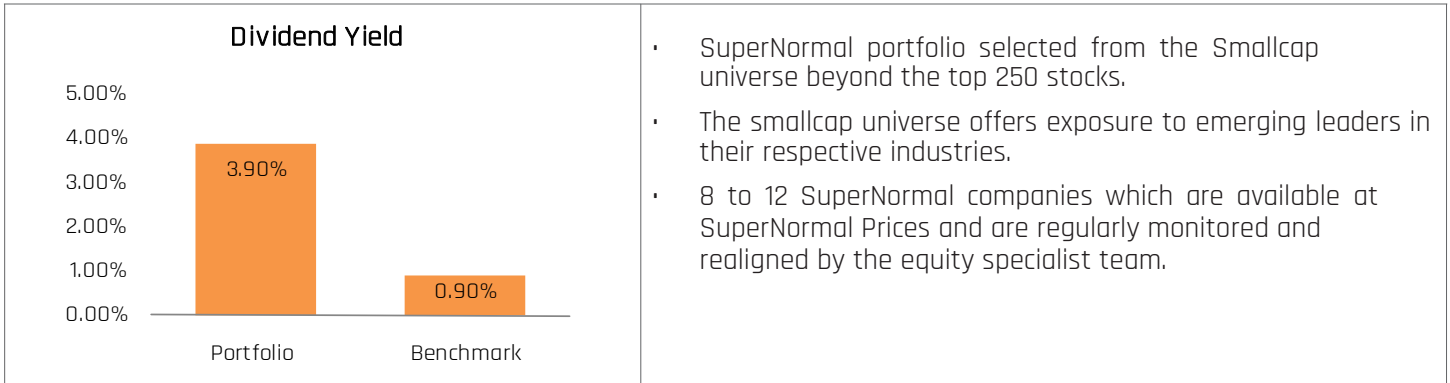 Dividend Yield
5.00%
4.00%
3.00%
2.00%
1.00%
0.00%
3.90%
0.90%
Portfolio
Benchmark
· SuperNormal portfolio selected from the Smallcap
universe beyond the top 250 stocks.
· The smallcap universe offers exposure to emerging leaders in
their respective industries.
· 8 to 12 SuperNormal companies which are available at
SuperNormal Prices and are regularly monitored and
realigned by the equity specialist team.